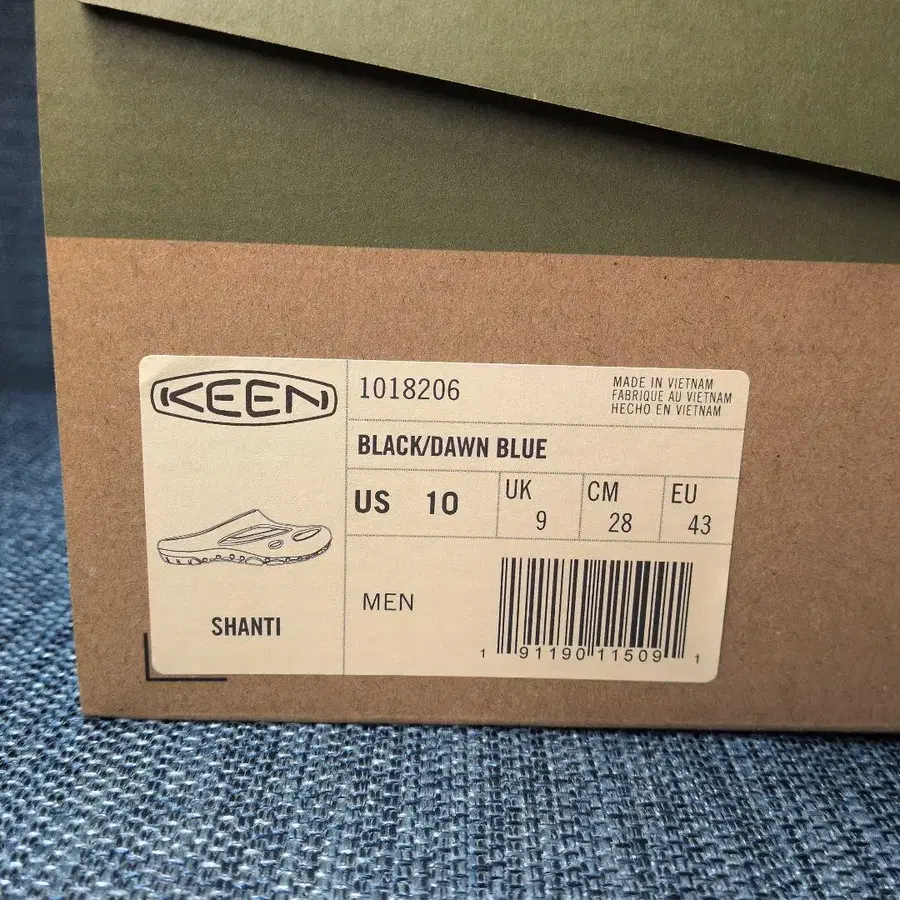 KEEN
SHANTI
1018206
MADE IN VIETNAM
FABRIQUE AU VIETNAM
HECHO EN VIETNAM
BLACK/DAWN BLUE
US 10
UK 9
CM 28
EU 43
MEN
1 91190 11509 1